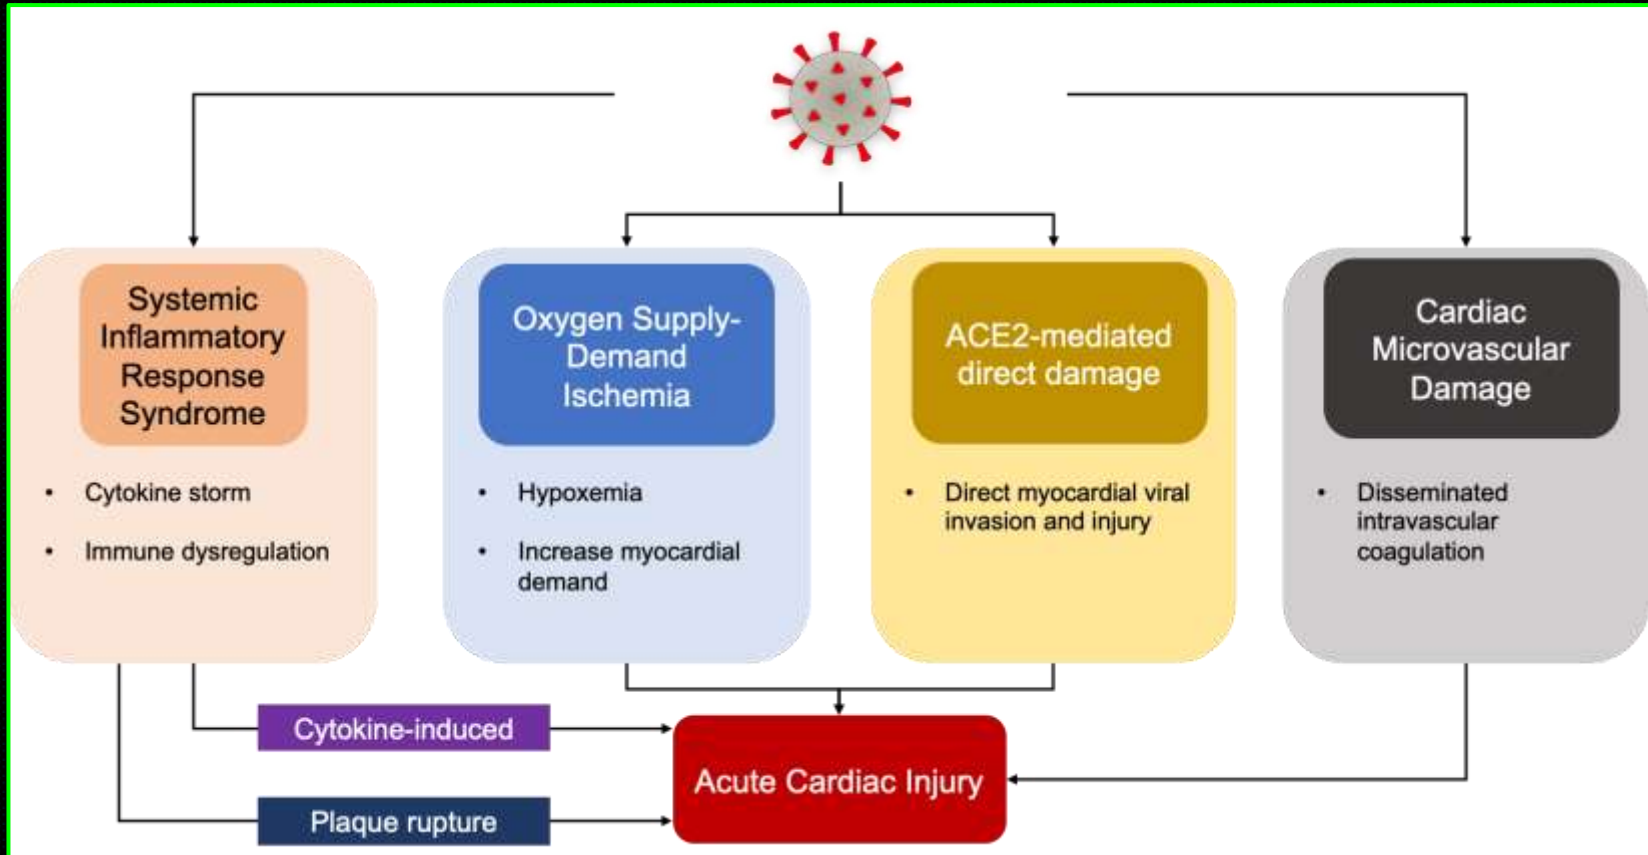 Systemic
Inflammatory
Response
Syndrome
• Cytokine storm
• Immune dysregulation
Oxygen Supply-
Demand
Ischemia
• Hypoxemia
• Increase myocardial
demand
ACE2-mediated
direct damage
• Direct myocardial viral
invasion and injury
Cardiac
Microvascular
Damage
• Disseminated
intravascular
coagulation
Cytokine-induced
Plaque rupture
Acute Cardiac Injury